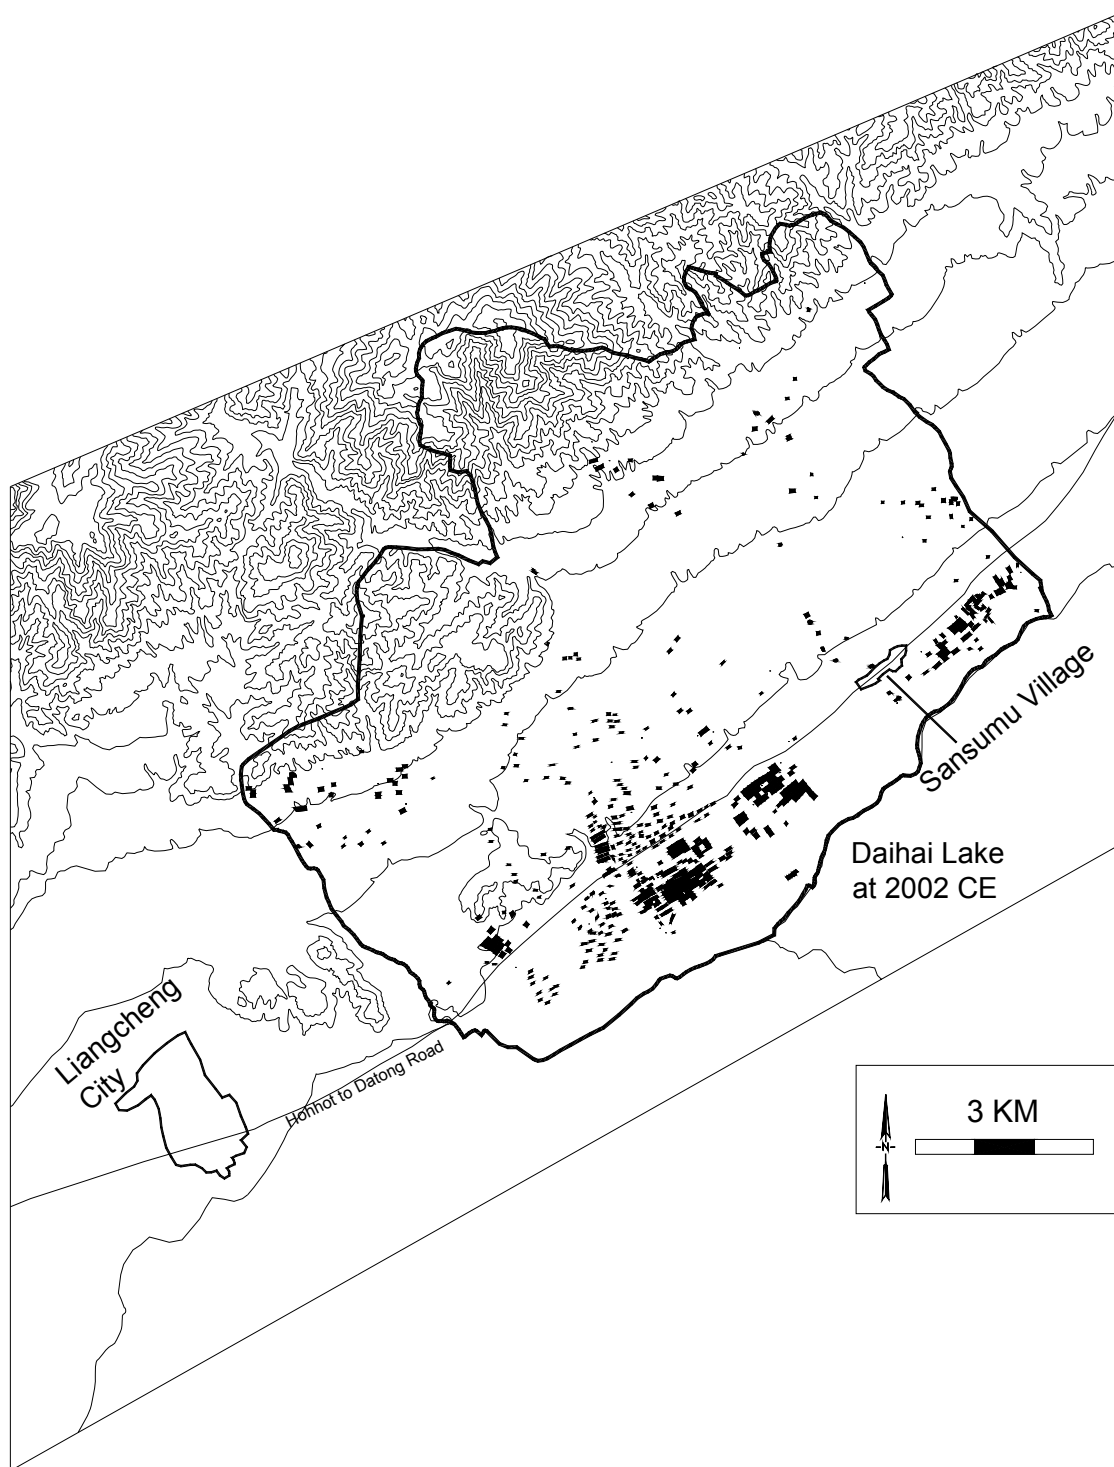 Sansumu Village
Daihai Lake
at 2002 CE
Liangcheng
City
Hohhot to Datong Road
3 KM
N